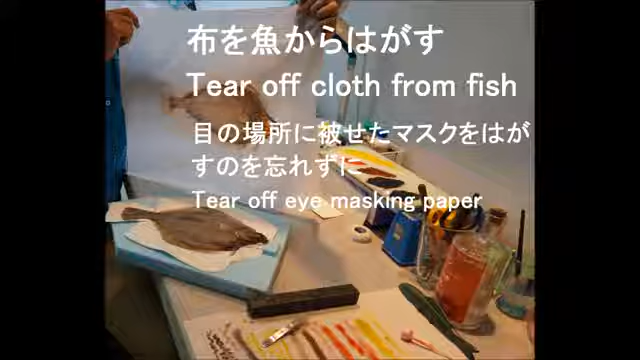 布を魚からはがす
Tear off cloth from fish
目の場所に被せたマスクをはが
すのを忘れずに
Tear off eye masking paper